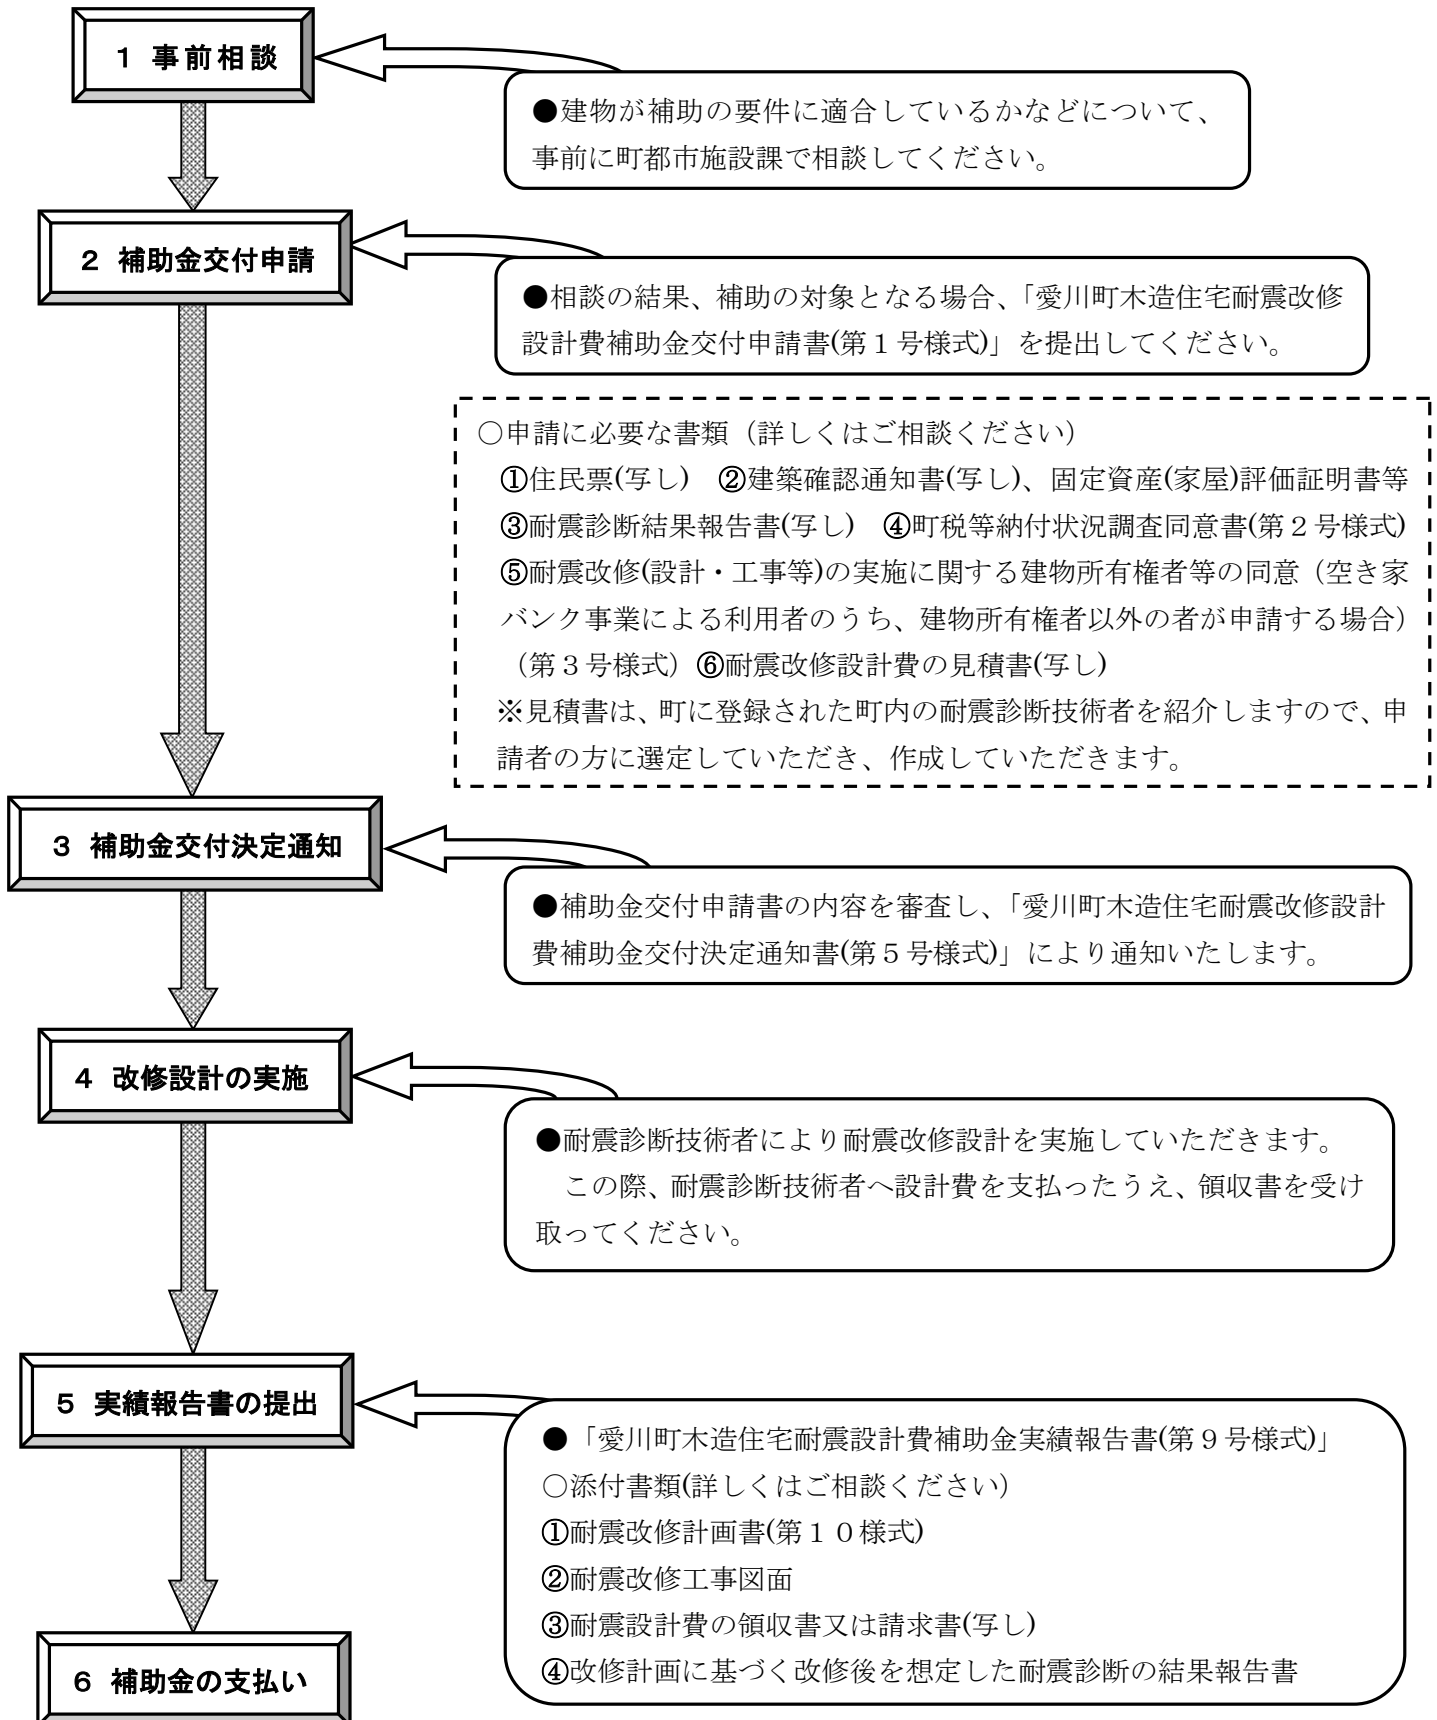 １ 事前相談
●建物が補助の要件に適合しているかなどについて、
事前に町都市施設課で相談してください。
２ 補助金交付申請
●相談の結果、補助の対象となる場合、「愛川町木造住宅耐震改修
設計費補助金交付申請書(第１号様式)」を提出してください。
○申請に必要な書類（詳しくはご相談ください）
①住民票(写し)　②建築確認通知書(写し)、固定資産(家屋)評価証明書等
③耐震診断結果報告書(写し)　④町税等納付状況調査同意書(第２号様式)
⑤耐震改修(設計・工事等)の実施に関する建物所有権者等の同意（空き家
バンク事業による利用者のうち、建物所有権者以外の者が申請する場合）
（第３号様式）⑥耐震改修設計費の見積書(写し)
※見積書は、町に登録された町内の耐震診断技術者を紹介しますので、申
請者の方に選定していただき、作成していただきます。
３ 補助金交付決定通知
●補助金交付申請書の内容を審査し、「愛川町木造住宅耐震改修設計
費補助金交付決定通知書(第５号様式)」により通知いたします。
４ 改修設計の実施
●耐震診断技術者により耐震改修設計を実施していただきます。
この際、耐震診断技術者へ設計費を支払ったうえ、領収書を受け
取ってください。
５ 実績報告書の提出
●「愛川町木造住宅耐震設計費補助金実績報告書(第９号様式)」
○添付書類(詳しくはご相談ください）
①耐震改修計画書(第１０様式)
②耐震改修工事図面
③耐震設計費の領収書又は請求書(写し)
④改修計画に基づく改修後を想定した耐震診断の結果報告書
６ 補助金の支払い